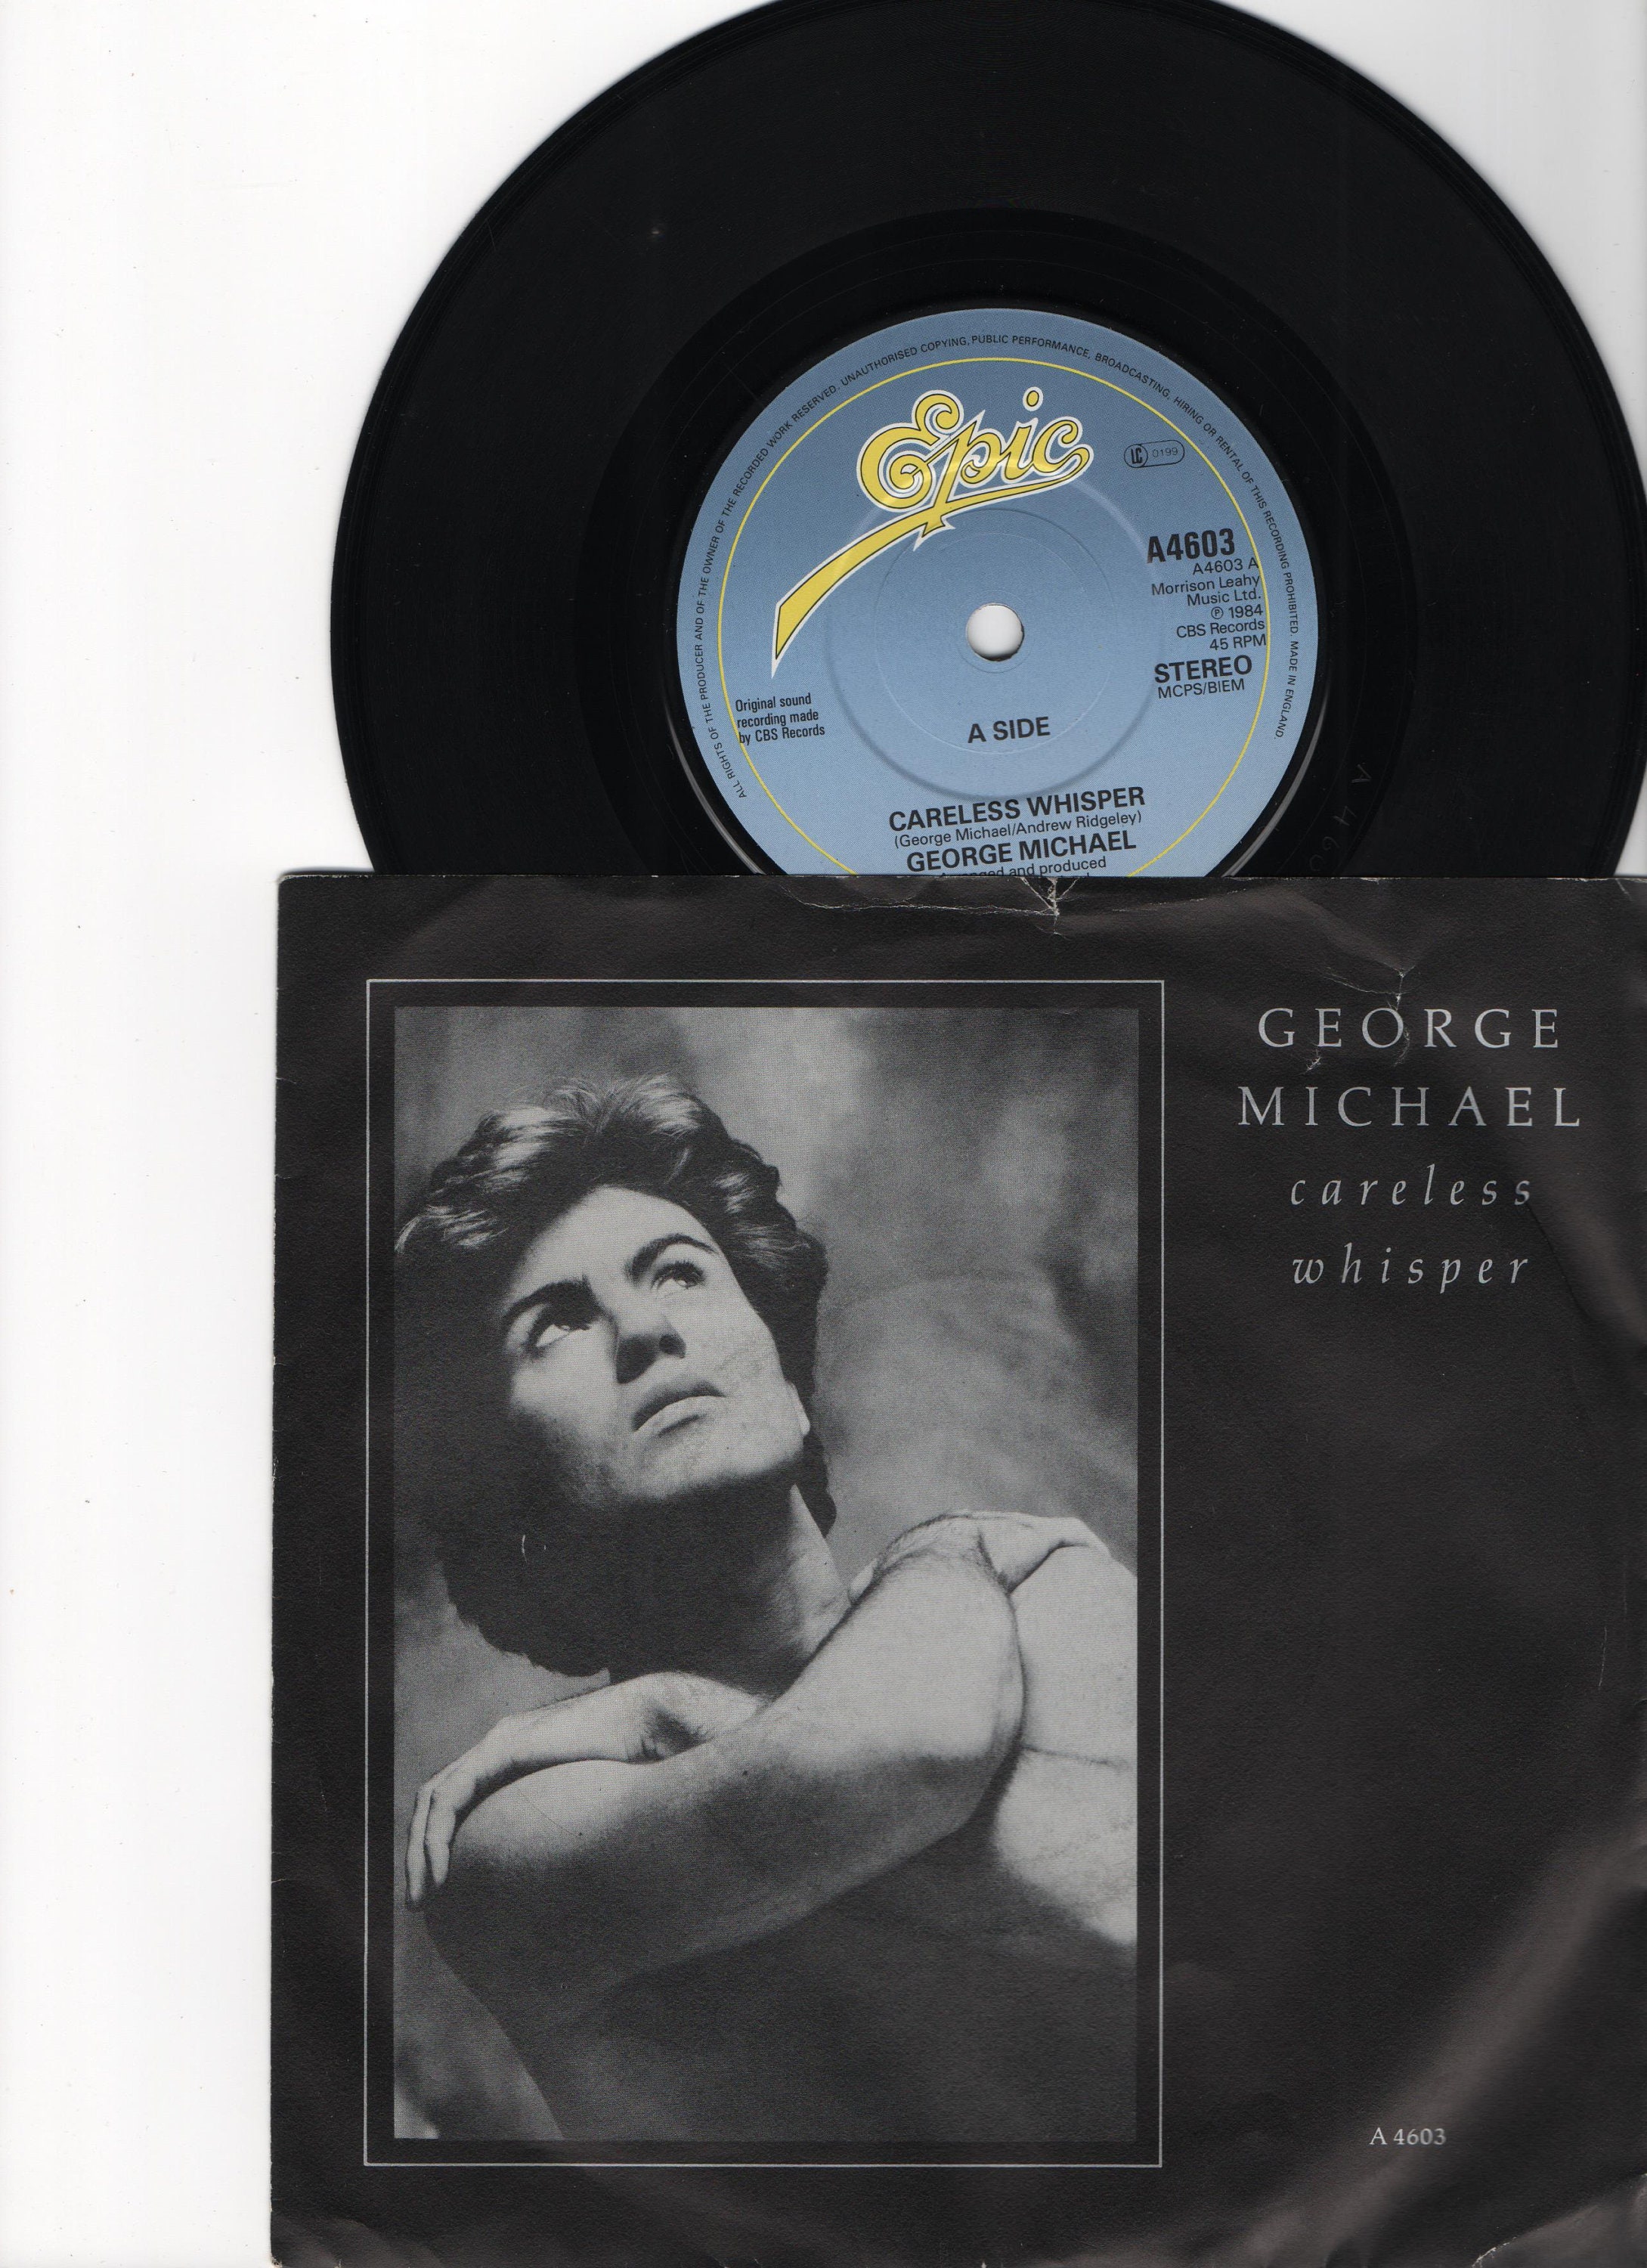 ALL RIGHTS OF THE PRODUCER AND OF THE OWNER OF THE RECORDED WORK RESERVED. UNAUTHORISED COPYING, PUBLIC PERFORMANCE, BROADCASTING, HIRING OR RENTAL OF THIS RECORDING PROHIBITED. MADE IN ENGLAND.
Epic
LC 0199
A4603
A4603 A
Morrison Leahy
Music Ltd.
℗ 1984
CBS Records
45 RPM
STEREO
MCPS/BIEM
Original sound
recording made
by CBS Records
A SIDE
CARELESS WHISPER
(George Michael/Andrew Ridgeley)
GEORGE MICHAEL
and produced
GEORGE
MICHAEL
careless
whisper
A 4603